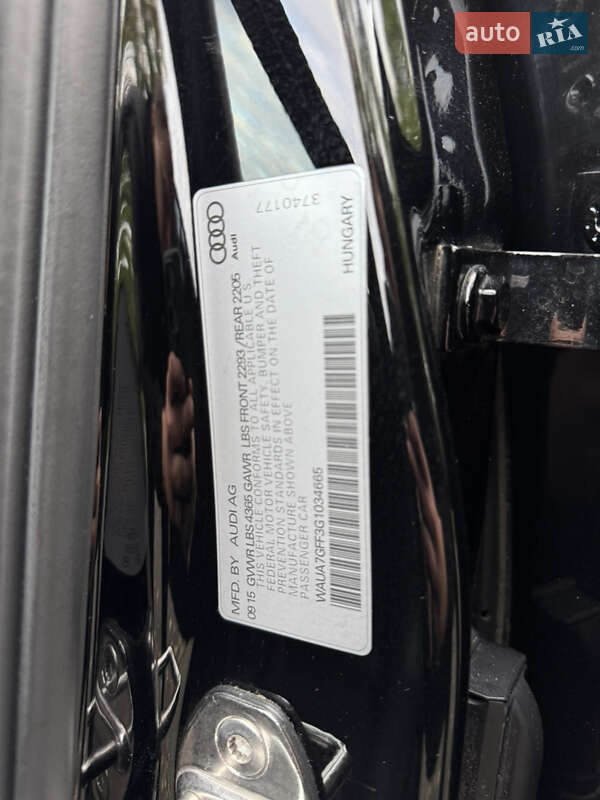 auto RIA
.com
MFD. BY AUDI AG
Audi
09 15 GVWR LBS 4365 GAWR LBS FRONT 2293 /REAR 2205
THIS VEHICLE CONFORMS TO ALL APPLICABLE U.S.
FEDERAL MOTOR VEHICLE SAFETY, BUMPER AND THEFT
PREVENTION STANDARDS IN EFFECT ON THE DATE OF
MANUFACTURE SHOWN ABOVE
PASSENGER CAR
3740177
WAUA7GFF3G1034665
HUNGARY